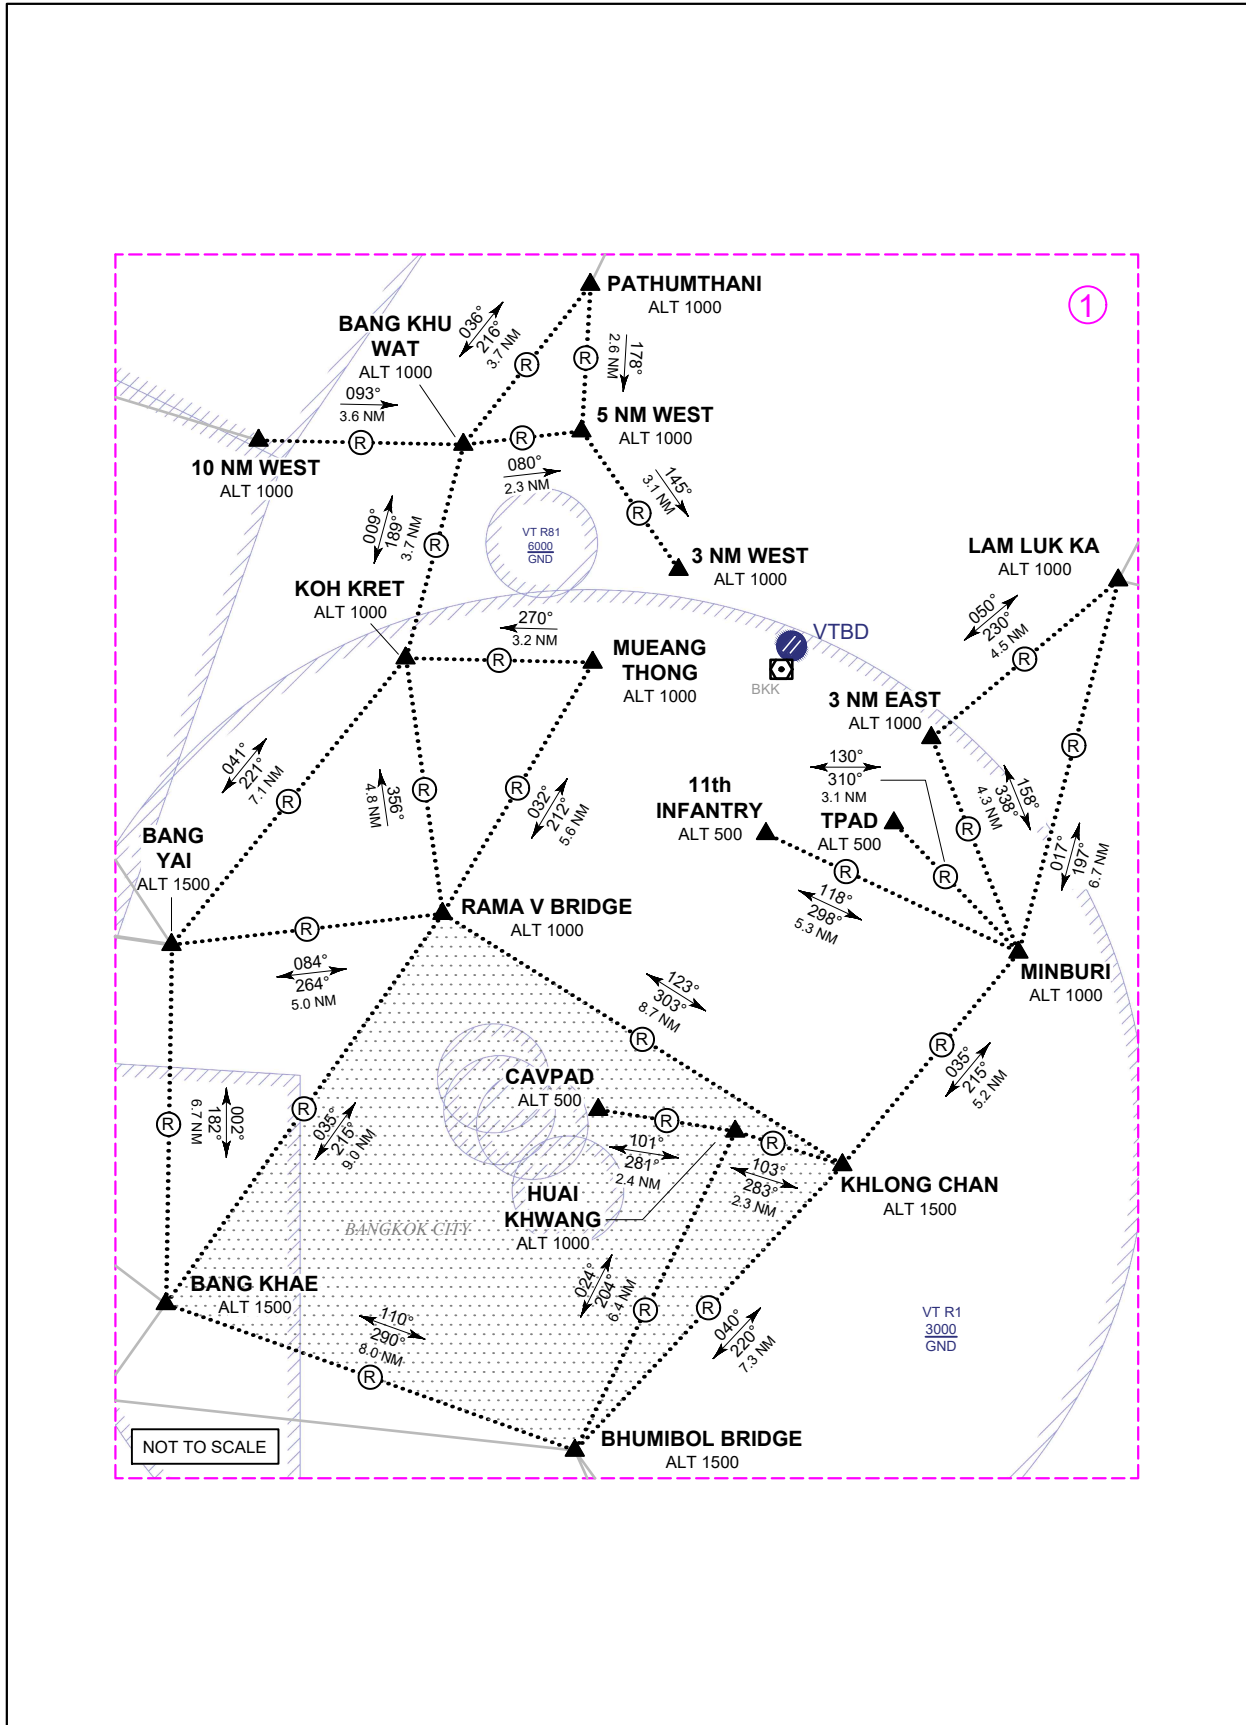 1
PATHUMTHANI
ALT 1000
BANG KHU
WAT
ALT 1000
036°
216°
3.7 NM
R
R
178°
2.6 NM
093°
3.6 NM
R
10 NM WEST
ALT 1000
R
5 NM WEST
ALT 1000
080°
2.3 NM
145°
3.1 NM
R
009°
189°
3.7 NM
R
VT R81
6000
GND
3 NM WEST
ALT 1000
LAM LUK KA
ALT 1000
KOH KRET
ALT 1000
270°
3.2 NM
R
MUEANG
THONG
ALT 1000
VTBD
BKK
050°
230°
4.5 NM
R
3 NM EAST
ALT 1000
R
041°
221°
7.1 NM
R
356°
4.8 NM
R
032°
212°
5.6 NM
R
130°
310°
3.1 NM
11th
INFANTRY
ALT 500
TPAD
ALT 500
158°
338°
4.3 NM
R
017°
197°
6.7 NM
BANG
YAI
ALT 1500
R
R
118°
298°
5.3 NM
RAMA V BRIDGE
ALT 1000
R
084°
264°
5.0 NM
MINBURI
ALT 1000
123°
303°
8.7 NM
R
R
035°
215°
5.2 NM
CAVPAD
ALT 500
R
002°
182°
6.7 NM
R
R
035°
215°
9.0 NM
101°
281°
2.4 NM
R
103°
283°
2.3 NM
KHLONG CHAN
ALT 1500
HUAI
KHWANG
ALT 1000
BANGKOK CITY
BANG KHAE
ALT 1500
024°
204°
6.4 NM
R
R
040°
220°
7.3 NM
VT R1
3000
GND
110°
290°
8.0 NM
R
NOT TO SCALE
BHUMIBOL BRIDGE
ALT 1500